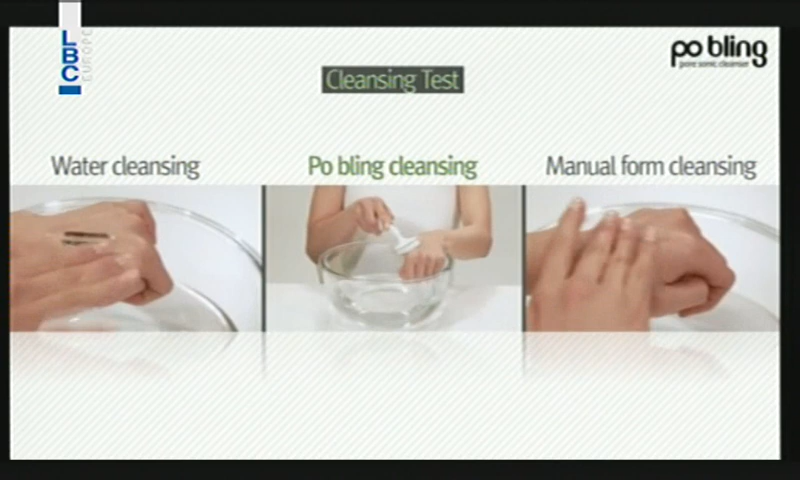 LBC
EUROPE
po bling
pore sonic cleanser
Cleansing Test
Water cleansing
Po bling cleansing
Manual form cleansing